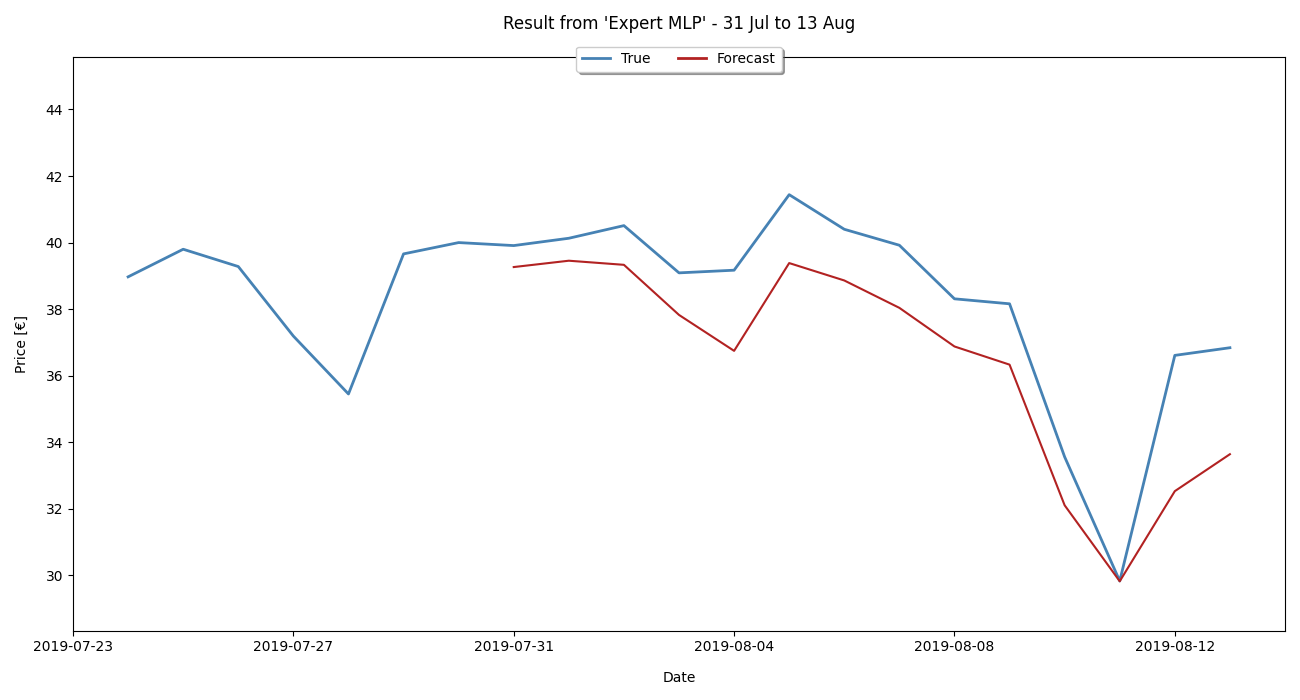 Result from 'Expert MLP' - 31 Jul to 13 Aug
True Forecast
44
42
40
38
36
34
32
30
Price [€]
2019-07-23 2019-07-27 2019-07-31 2019-08-04 2019-08-08 2019-08-12
Date